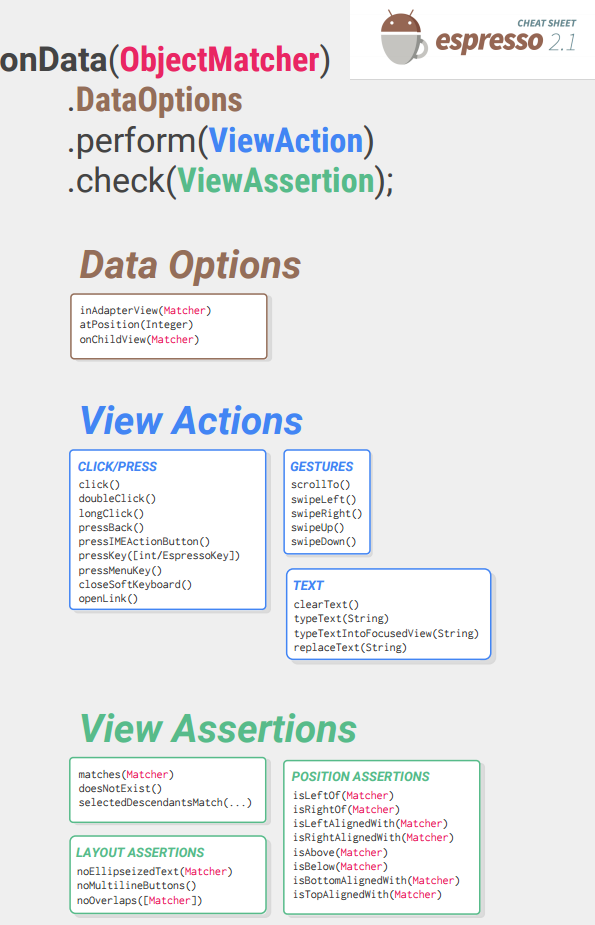 CHEAT SHEET
espresso 2.1
onData(ObjectMatcher)
.DataOptions
.perform(ViewAction)
.check(ViewAssertion);
Data Options
inAdapterView(Matcher)
atPosition(Integer)
onChildView(Matcher)
View Actions
CLICK/PRESS
click()
doubleClick()
longClick()
pressBack()
pressIMEActionButton()
pressKey([int/EspressoKey])
pressMenuKey()
closeSoftKeyboard()
openLink()
GESTURES
scrollTo()
swipeLeft()
swipeRight()
swipeUp()
swipeDown()
TEXT
clearText()
typeText(String)
typeTextIntoFocusedView(String)
replaceText(String)
View Assertions
matches(Matcher)
doesNotExist()
selectedDescendantsMatch(...)
LAYOUT ASSERTIONS
noEllipseizedText(Matcher)
noMultilineButtons()
noOverlaps([Matcher])
POSITION ASSERTIONS
isLeftOf(Matcher)
isRightOf(Matcher)
isLeftAlignedWith(Matcher)
isRightAlignedWith(Matcher)
isAbove(Matcher)
isBelow(Matcher)
isBottomAlignedWith(Matcher)
isTopAlignedWith(Matcher)